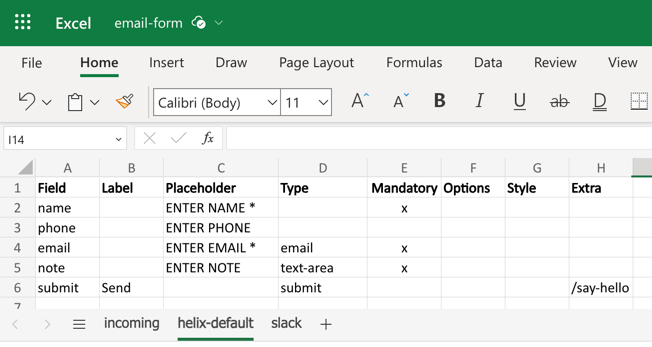 Excel email-form
File Home Insert Draw Page Layout Formulas Data Review View
Calibri (Body) 11 A A B I U ab D
I14 fx
A B C D E F G H
1 Field Label Placeholder Type Mandatory Options Style Extra
2 name ENTER NAME * x
3 phone ENTER PHONE
4 email ENTER EMAIL * email x
5 note ENTER NOTE text-area x
6 submit Send submit /say-hello
7
incoming helix-default slack